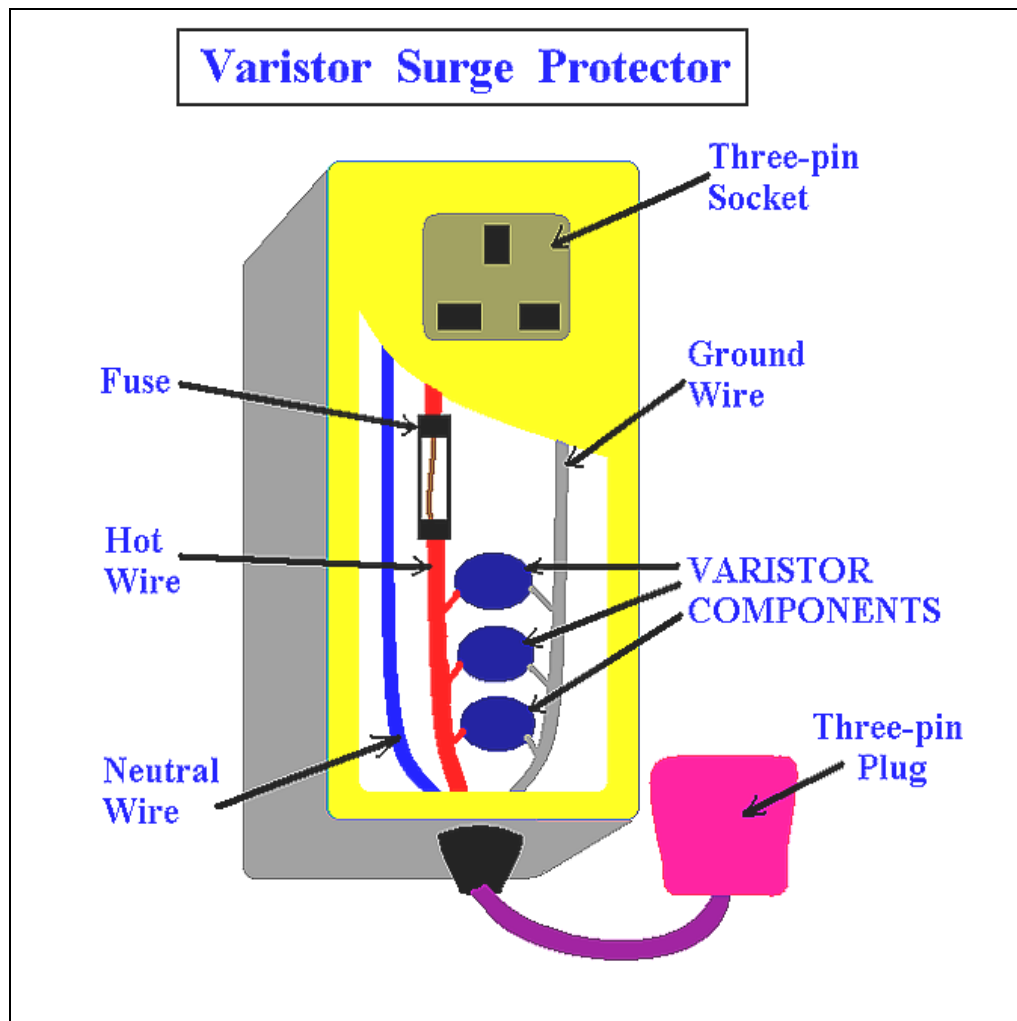 Varistor Surge Protector
Three-pin
Socket
Ground
Wire
Fuse
Hot
Wire
VARISTOR
COMPONENTS
Three-pin
Plug
Neutral
Wire